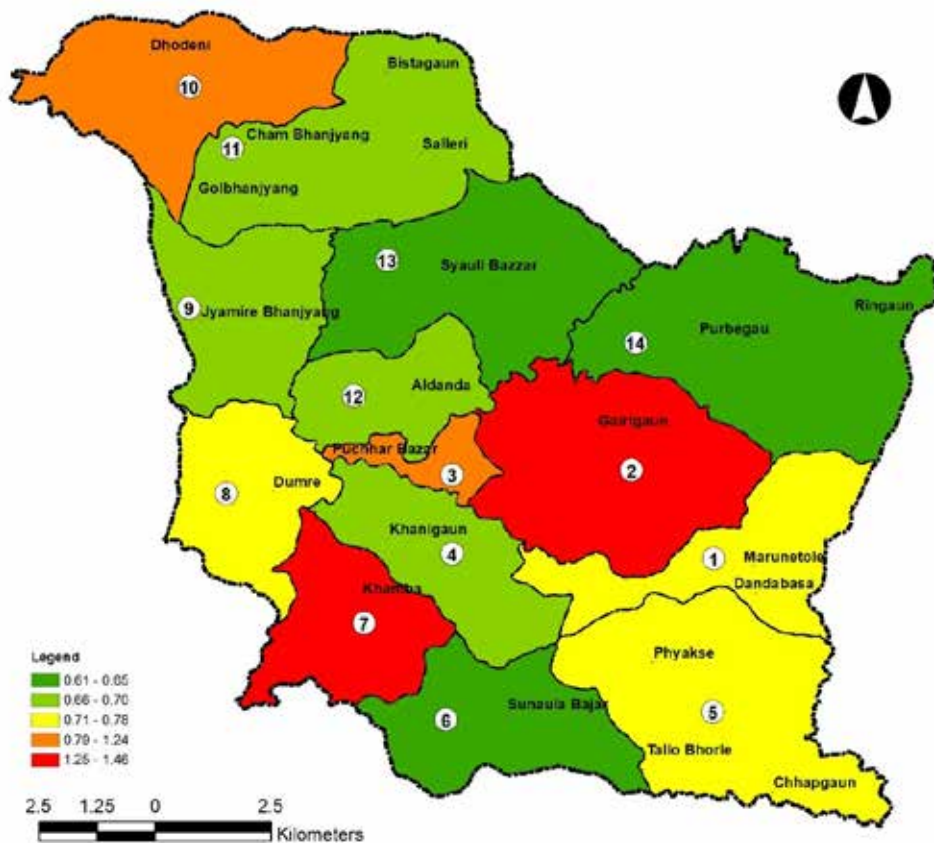 Dhodeni
10
Bistagaun
Cham Bhanjyang
11
Salleri
Golbhanjyang
13
Syauli Bazzar
9
Jyamire Bhanjyang
Ringaun
Purbegau
14
12
Aldanda
Puchhar Bazar
3
Gairigaun
2
8
Dumre
Khanigaun
4
1
Marunetole
Dandabasa
Khamba
7
Phyakse
5
Sunaula Bajar
6
Tallo Bhorle
Chhapgaun
Legend
0.61 - 0.65
0.66 - 0.70
0.71 - 0.78
0.79 - 1.24
1.25 - 1.46
2.5 1.25 0 2.5
Kilometers